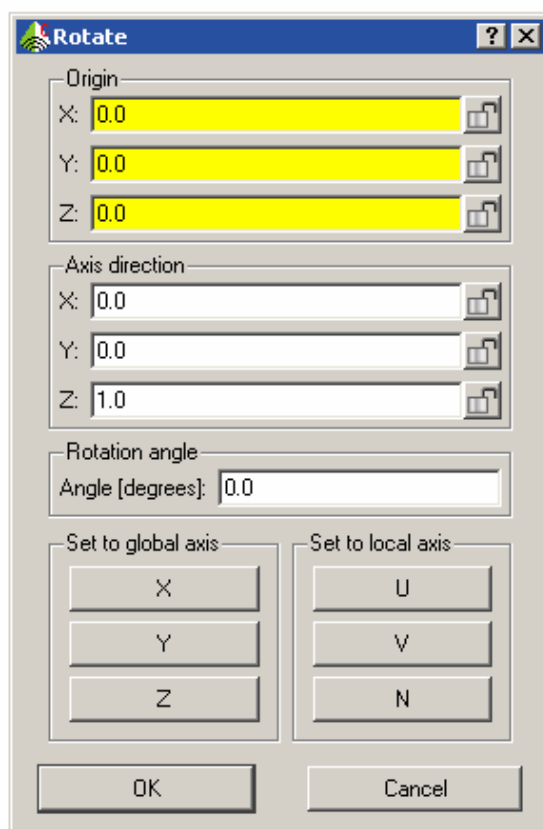 Rotate
Origin
X: 0.0
Y: 0.0
Z: 0.0
Axis direction
X: 0.0
Y: 0.0
Z: 1.0
Rotation angle
Angle [degrees]: 0.0
Set to global axis
X
Y
Z
Set to local axis
U
V
N
OK
Cancel